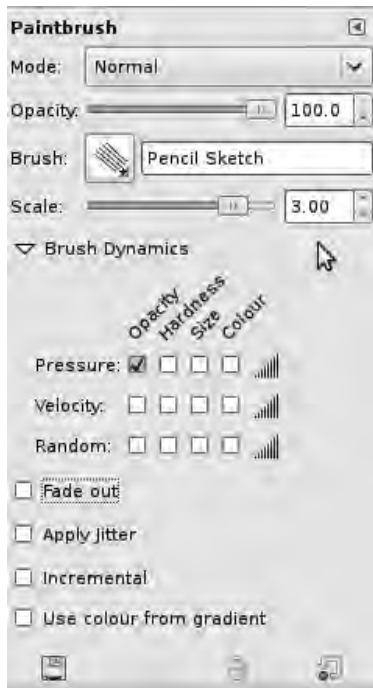 Paintbrush
Mode: Normal
Opacity: 100.0
Brush: Pencil Sketch
Scale: 3.00
Brush Dynamics
Opacity Hardness Size Colour
Pressure:
Velocity:
Random:
Fade out
Apply jitter
Incremental
Use colour from gradient